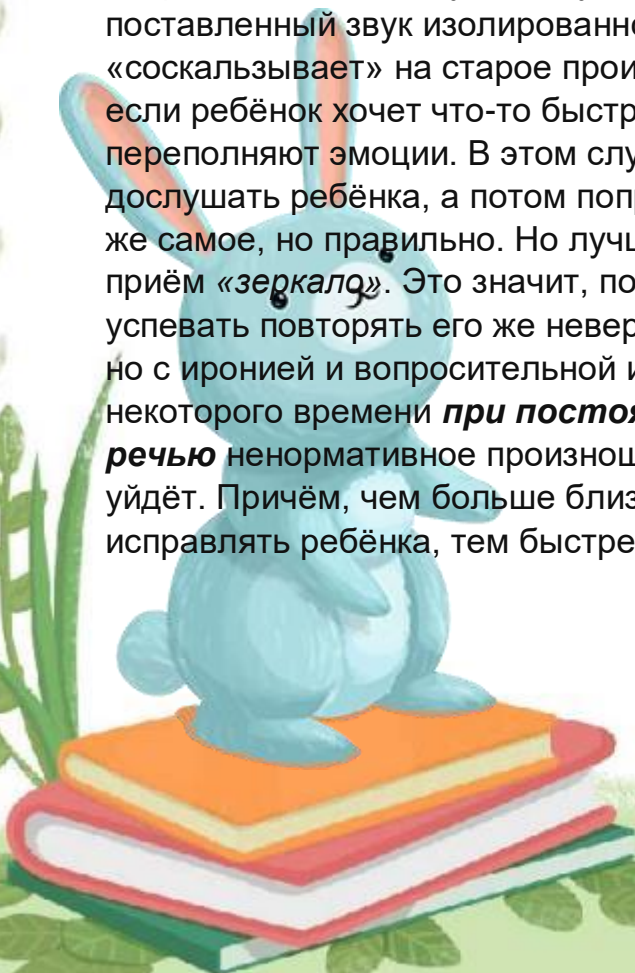 поставленный звук изолированно
«соскальзывает» на старое прои
если ребёнок хочет что-то быстр
переполняют эмоции. В этом слу
дослушать ребёнка, а потом попр
же самое, но правильно. Но лучш
приём «зеркало». Это значит, по
успевать повторять его же невер
но с иронией и вопросительной и
некоторого времени при постоя
речью ненормативное произнош
уйдёт. Причём, чем больше близ
исправлять ребёнка, тем быстре